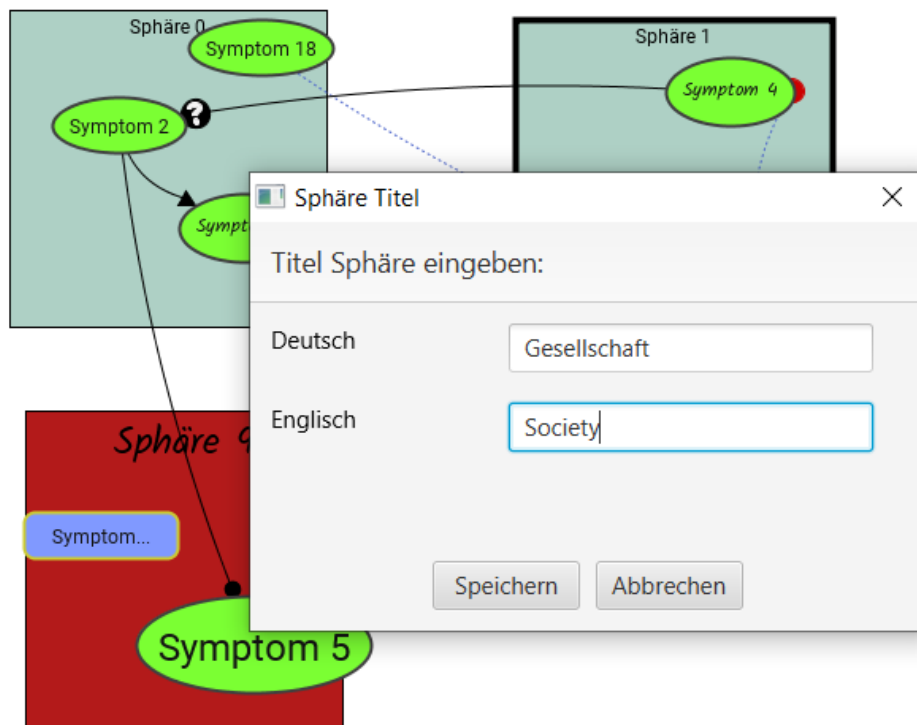 Sphäre 0
Symptom 18
Sphäre 1
Symptom 4
?
Symptom 2
Sphäre Titel
Titel Sphäre eingeben:
Deutsch
Gesellschaft
Englisch
Society
Sphäre
Symptom...
Speichern
Abbrechen
Symptom 5